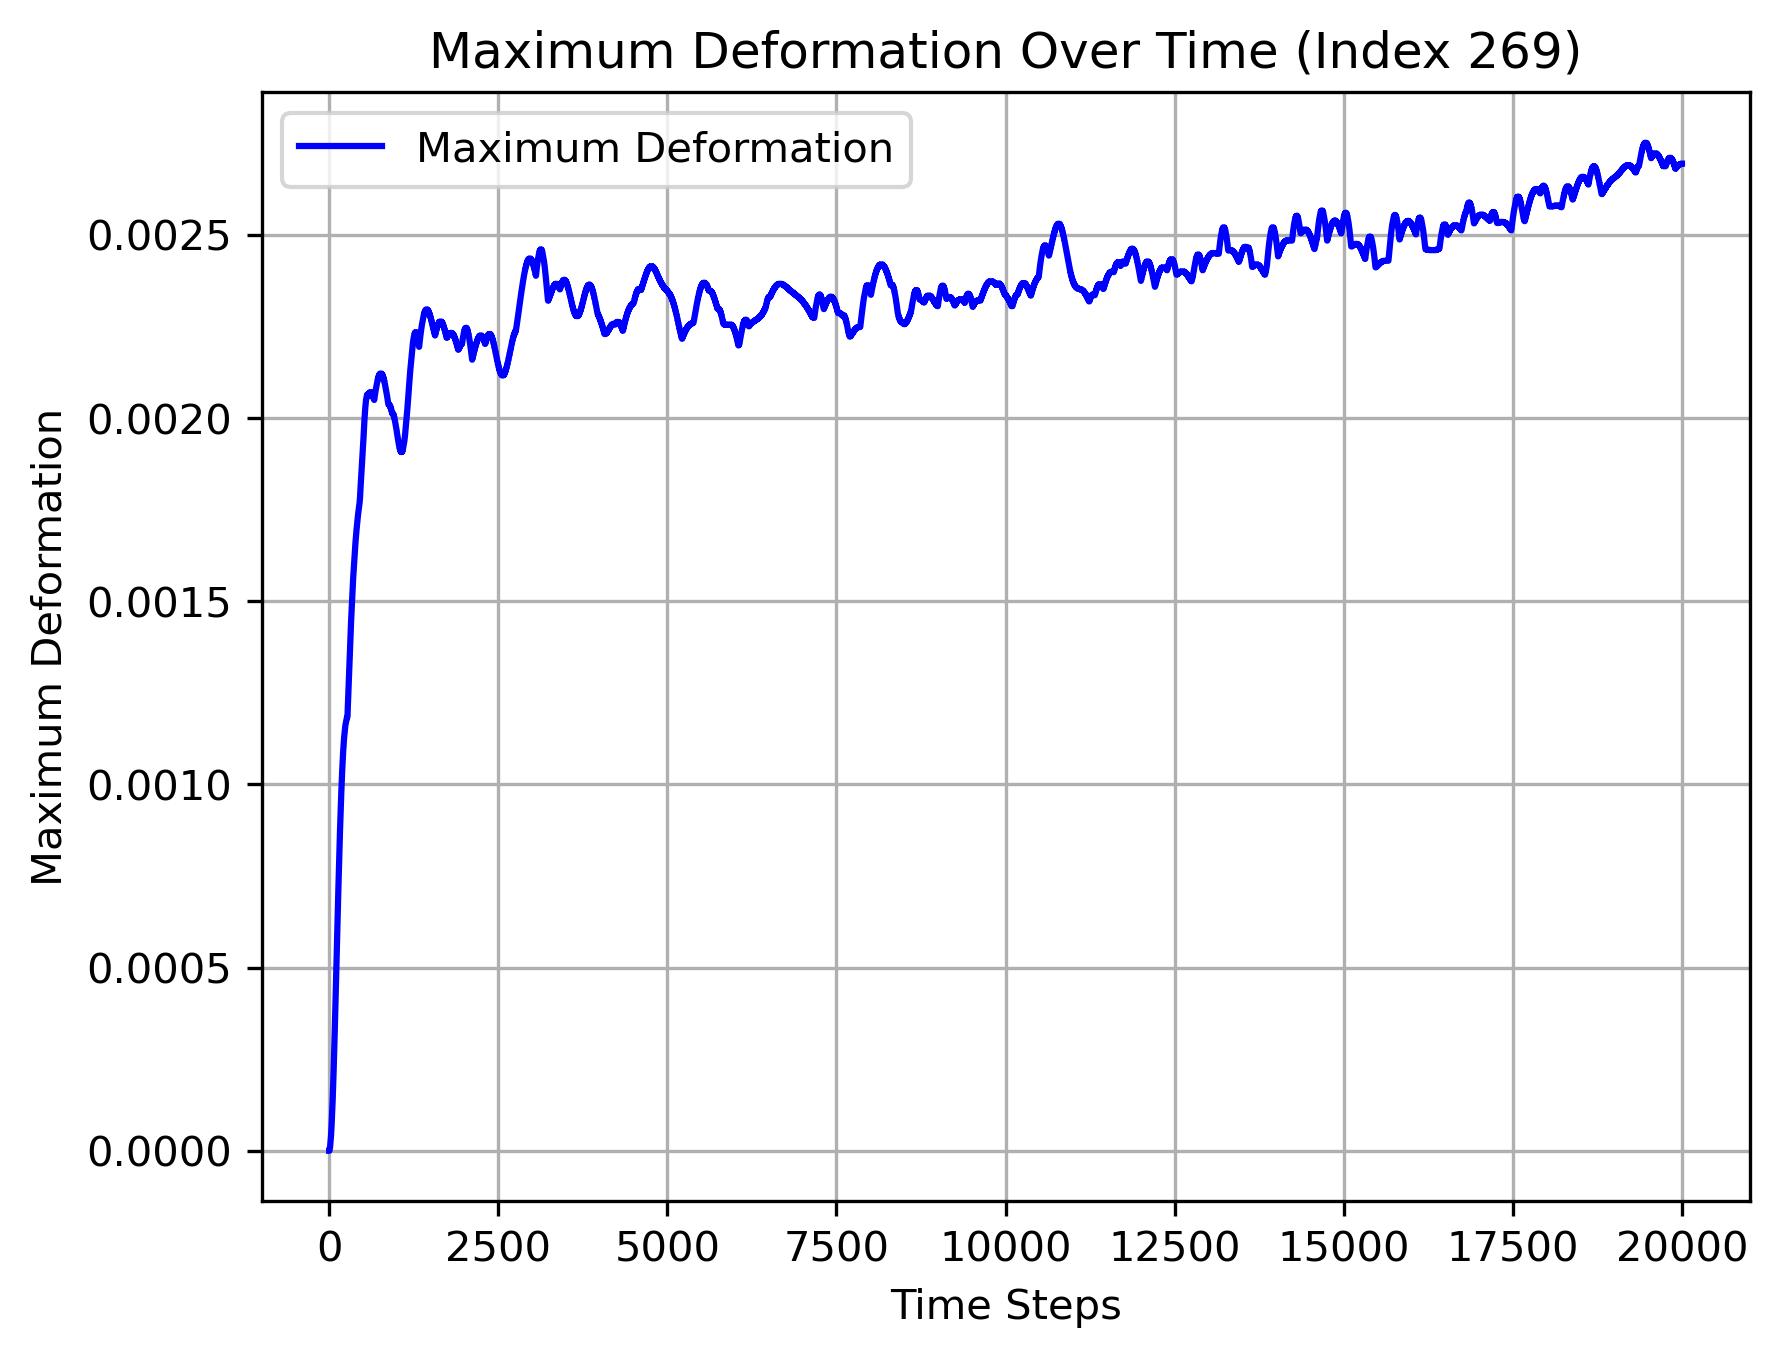 Maximum Deformation Over Time (Index 269)
Maximum Deformation
Maximum Deformation
0.0025
0.0020
0.0015
0.0010
0.0005
0.0000
0 2500 5000 7500 10000 12500 15000 17500 20000
Time Steps